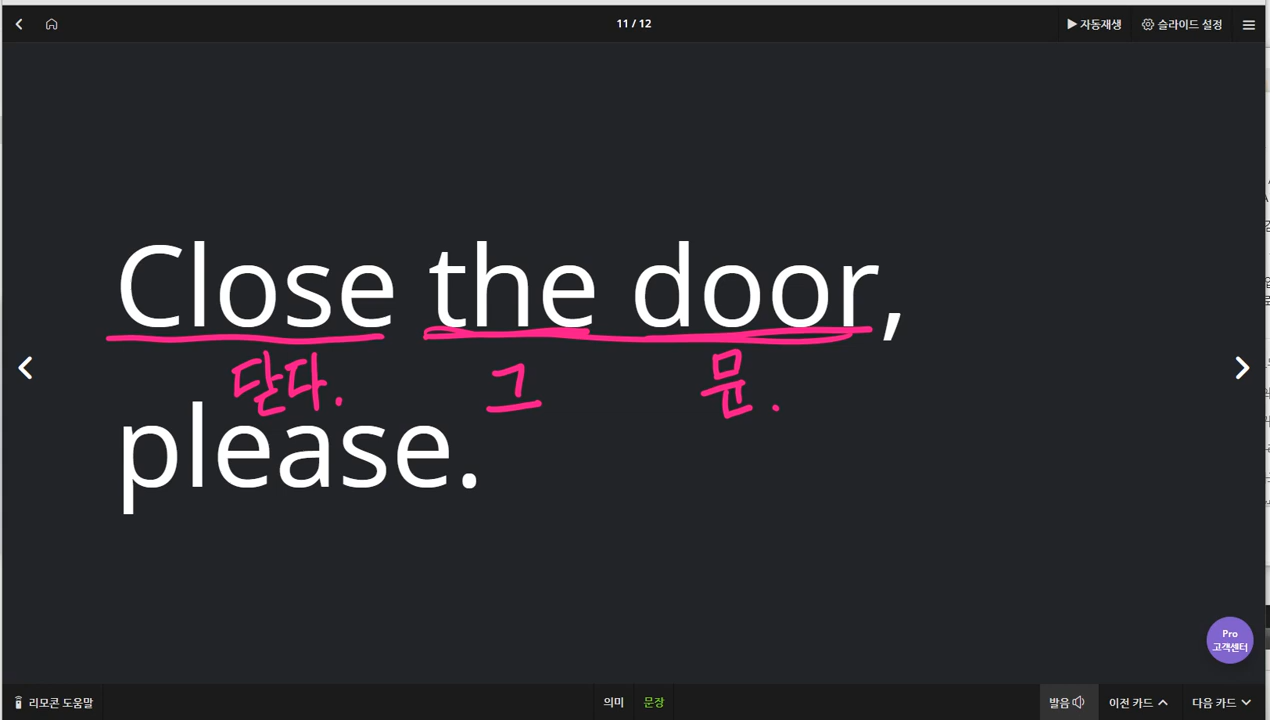 11 / 12
자동재생
슬라이드 설정
Close the door,
닫다. 그 문.
please.
Pro
고객센터
리모콘 도움말
의미
문장
발음
이전 카드
다음 카드